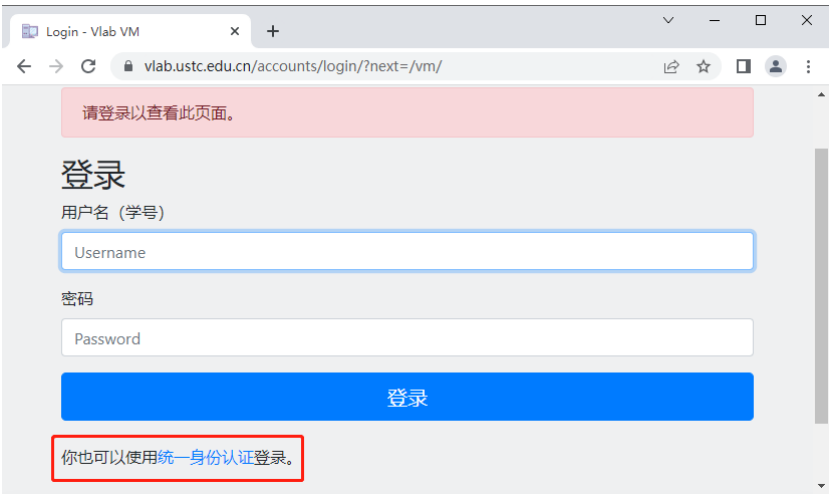 Login - Vlab VM
vlab.ustc.edu.cn/accounts/login/?next=/vm/
请登录以查看此页面。
登录
用户名（学号）
Username
密码
Password
登录
你也可以使用统一身份认证登录。